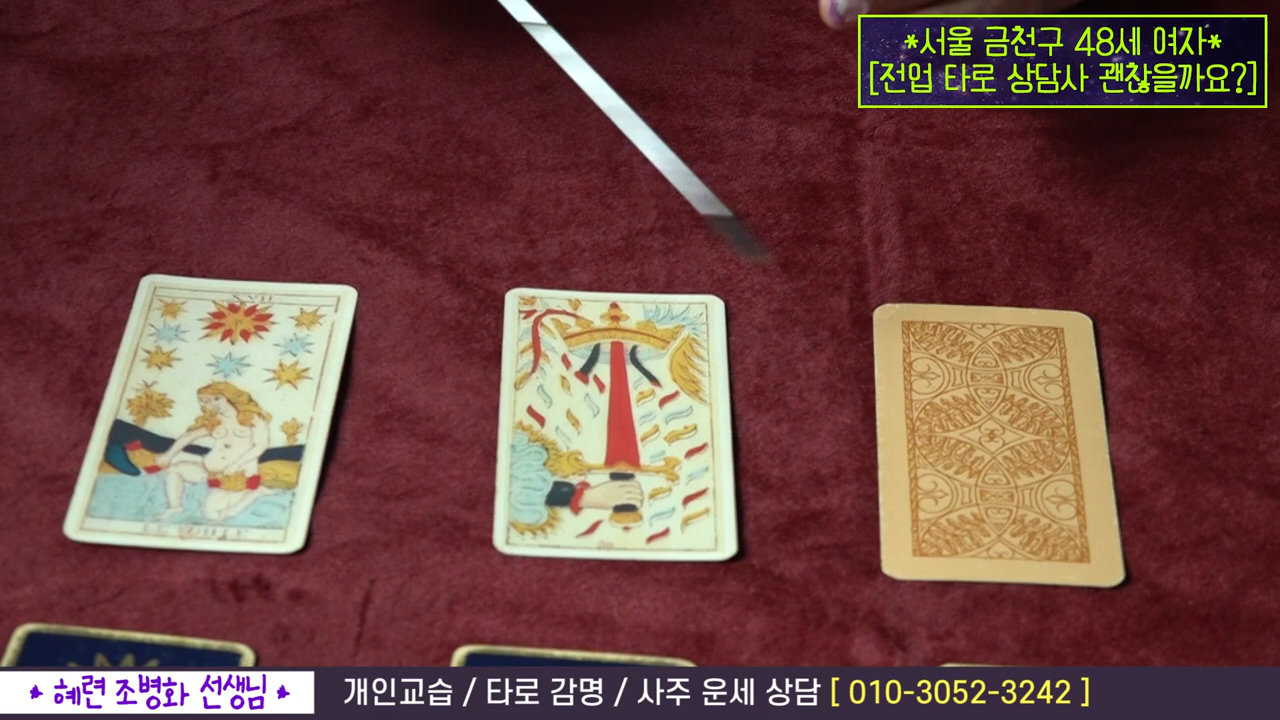 *서울 금천구 48세 여자*
[전업 타로 상담사 괜찮을까요?]
XVII
* 혜련 조병화 선생님 *
개인교습 / 타로 감명 / 사주 운세 상담 [ 010-3052-3242 ]